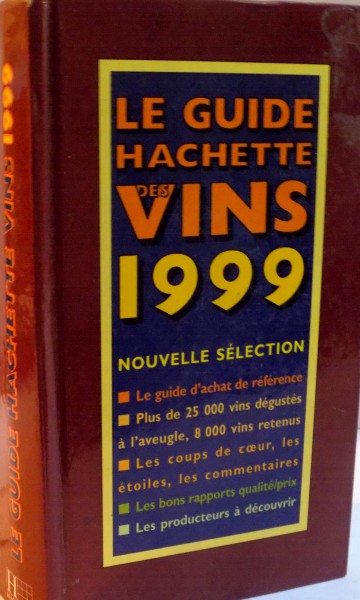 LE GUIDE
HACHETTE
DES
VINS
1999
NOUVELLE SÉLECTION
Le guide d'achat de référence
Plus de 25 000 vins dégustés
à l'aveugle, 8 000 vins retenus
Les coups de cœur, les
étoiles, les commentaires
Les bons rapports qualité/prix
Les producteurs à découvrir
LE GUIDE HACHETTE VINS 1999